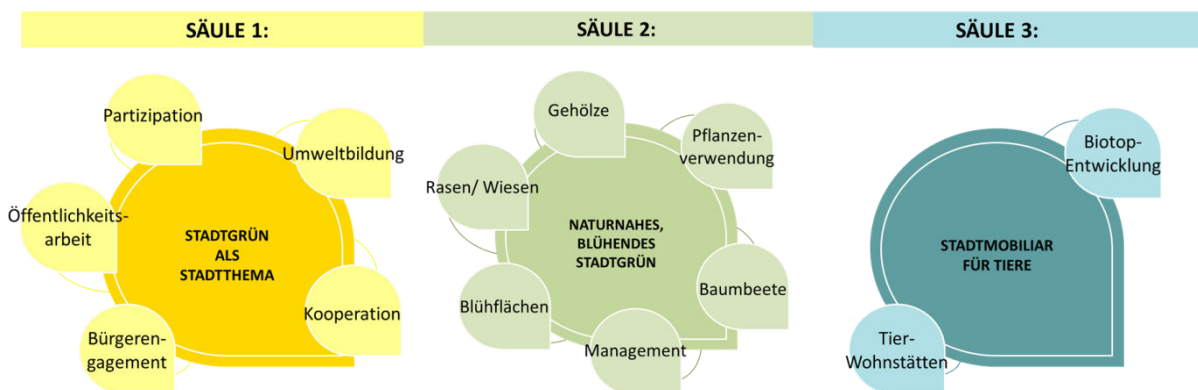 SÄULE 1:
SÄULE 2:
SÄULE 3:
Partizipation
Umweltbildung
Öffentlichkeits-
arbeit
STADTGRÜN
ALS
STADTTHEMA
Kooperation
Bürgeren-
gagement
Gehölze
Pflanzen-
verwendung
Rasen/ Wiesen
NATURNAHES,
BLÜHENDES
STADTGRÜN
Baumbeete
Blühflächen
Management
Biotop-
Entwicklung
STADTMOBILIAR
FÜR TIERE
Tier-
Wohnstätten